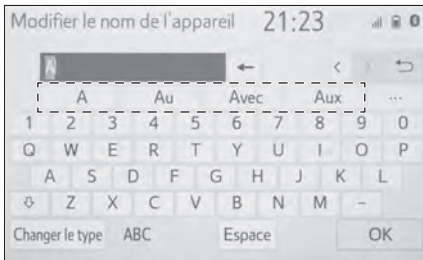 Modifier le nom de l'appareil 21:23
A
A Au Avec Aux ...
1 2 3 4 5 6 7 8 9 0
Q W E R T Y U I O P
A S D F G H J K L
Z X C V B N M -
Changer le type ABC Espace OK